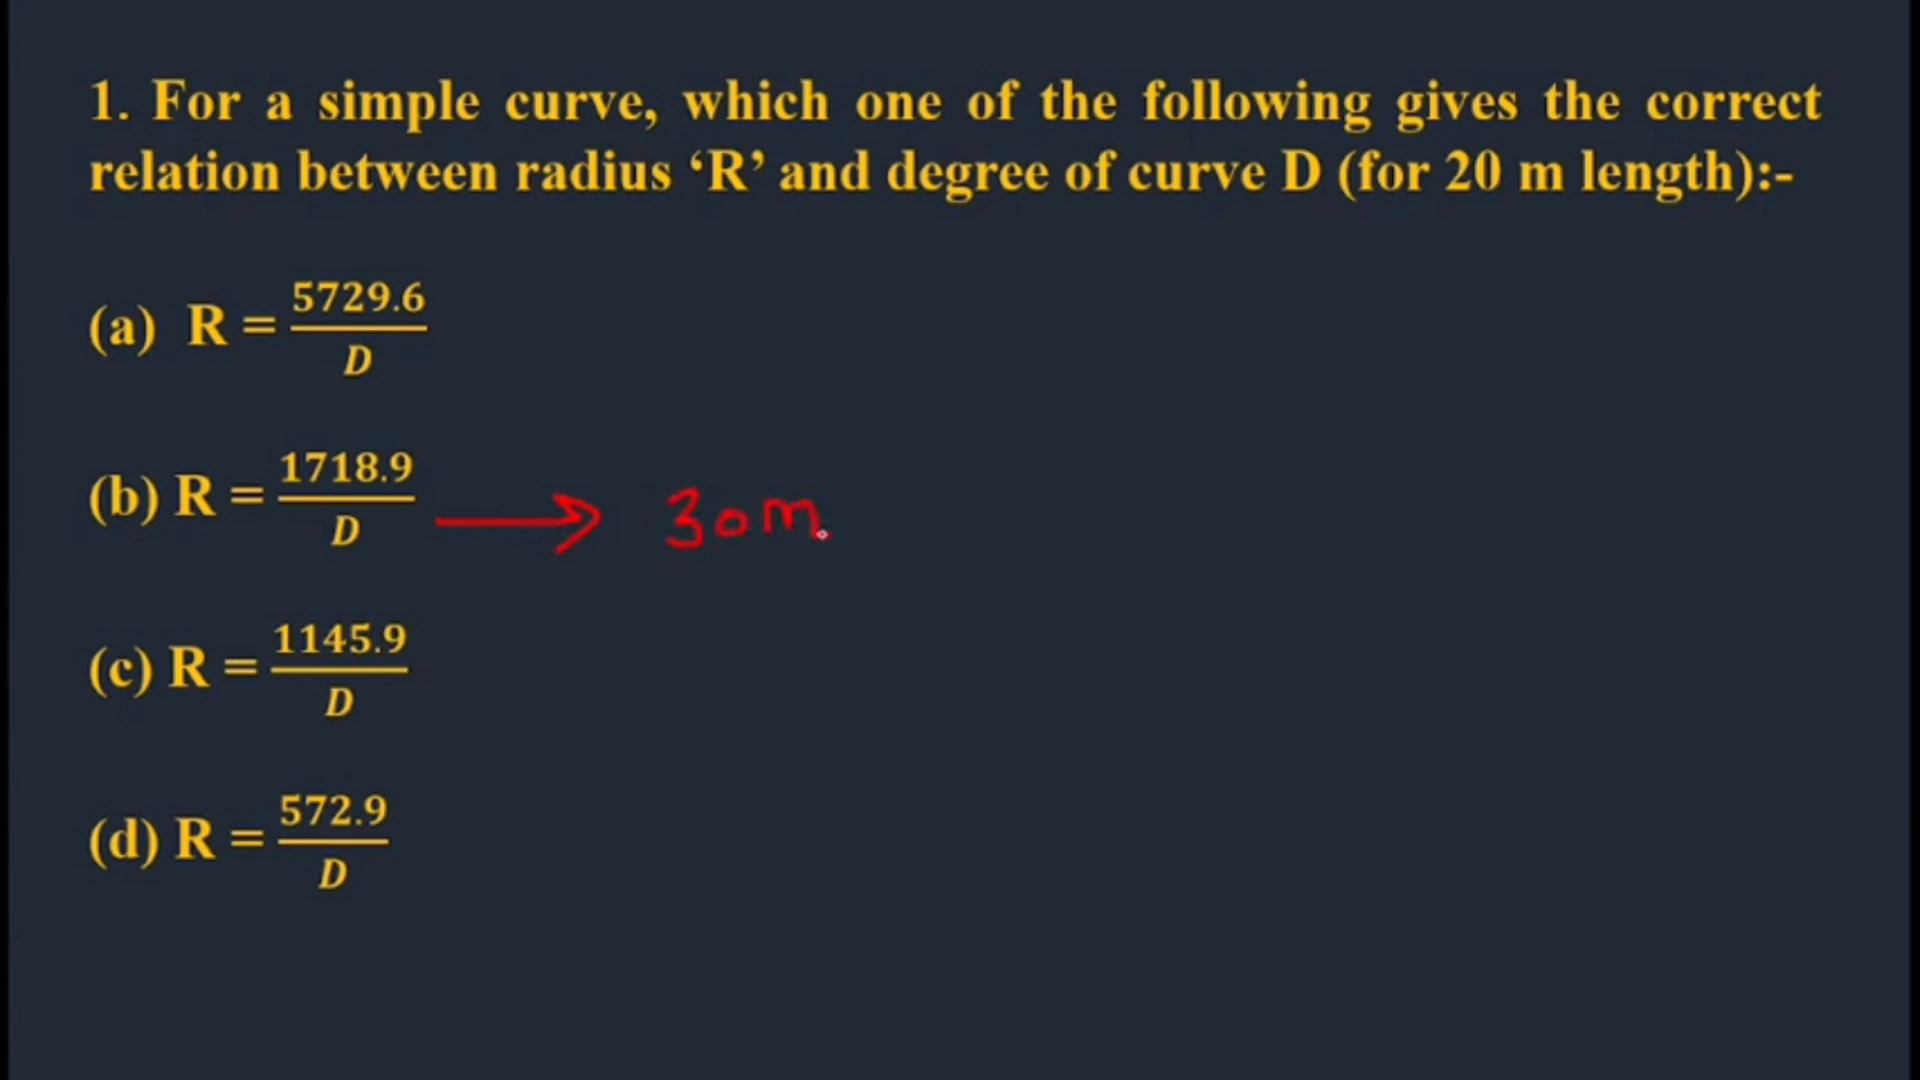 1. For a simple curve, which one of the following gives the correct
relation between radius ‘R’ and degree of curve D (for 20 m length):-
(a) R = 5729.6/D
(b) R = 1718.9/D → 30m
(c) R = 1145.9/D
(d) R = 572.9/D